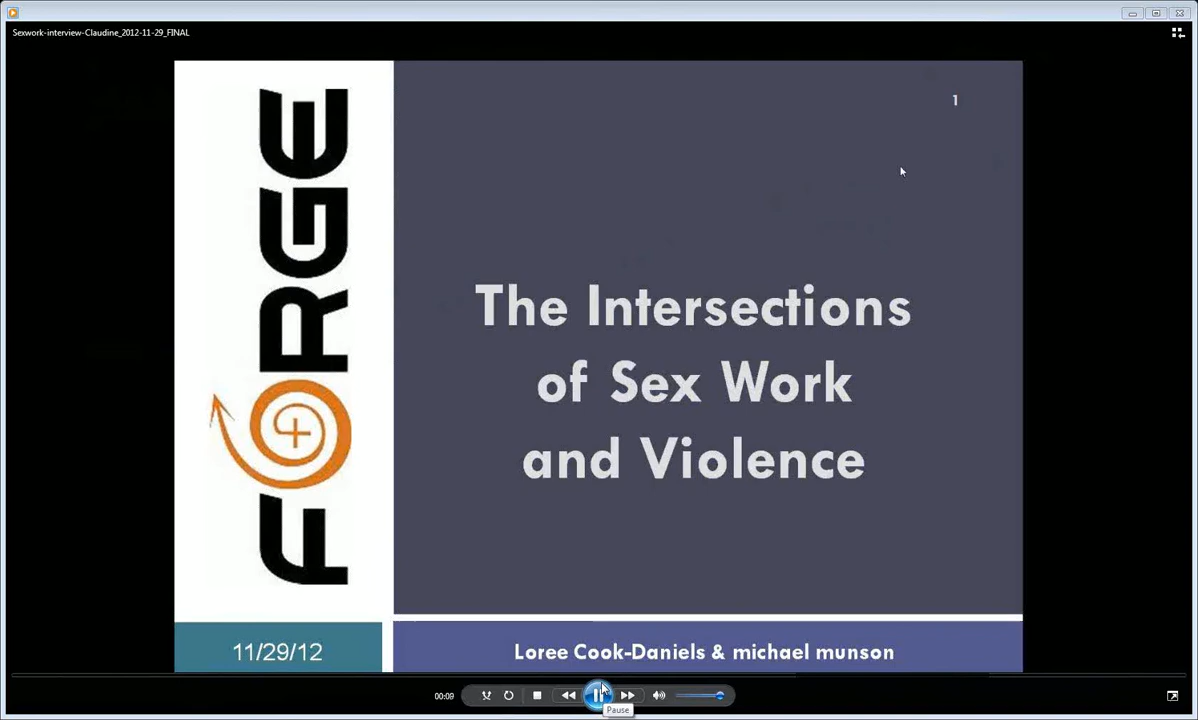 Sexwork-interview-Claudine_2012-11-29_FINAL
1
FORGE
The Intersections
of Sex Work
and Violence
11/29/12
Loree Cook-Daniels & michael munson
00:09
Pause